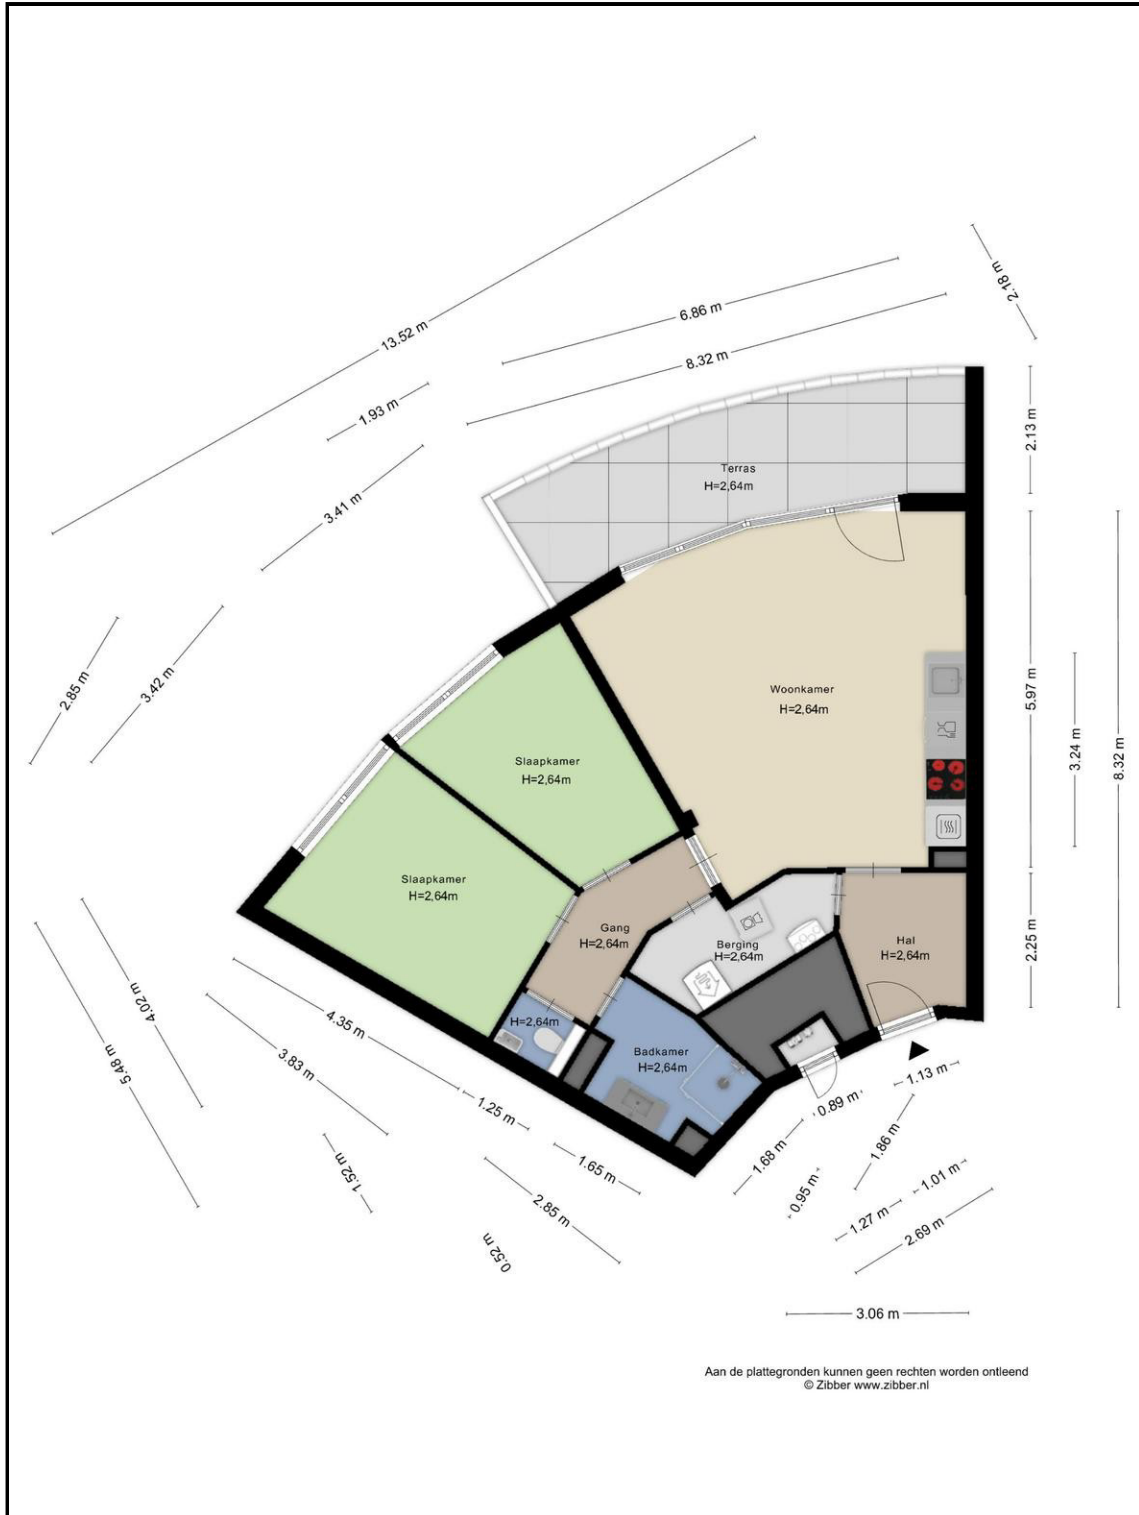 13.52 m
2.18 m
6.86 m
8.32 m
1.93 m
2.13 m
3.41 m
Terras
H=2,64m
2.85 m
3.42 m
Woonkamer
H=2,64m
5.97 m
3.24 m
8.32 m
Slaapkamer
H=2,64m
Slaapkamer
H=2,64m
Gang
H=2,64m
Berging
H=2,64m
Hal
H=2,64m
2.25 m
H=2,64m
Badkamer
H=2,64m
4.02 m
5.48 m
4.35 m
3.83 m
1.25 m
1.13 m
0.89 m
1.68 m
1.86 m
1.65 m
1.52 m
0.95 m
1.01 m
2.85 m
1.27 m
2.69 m
0.52 m
3.06 m
Aan de plattegronden kunnen geen rechten worden ontleend
© Zibber www.zibber.nl